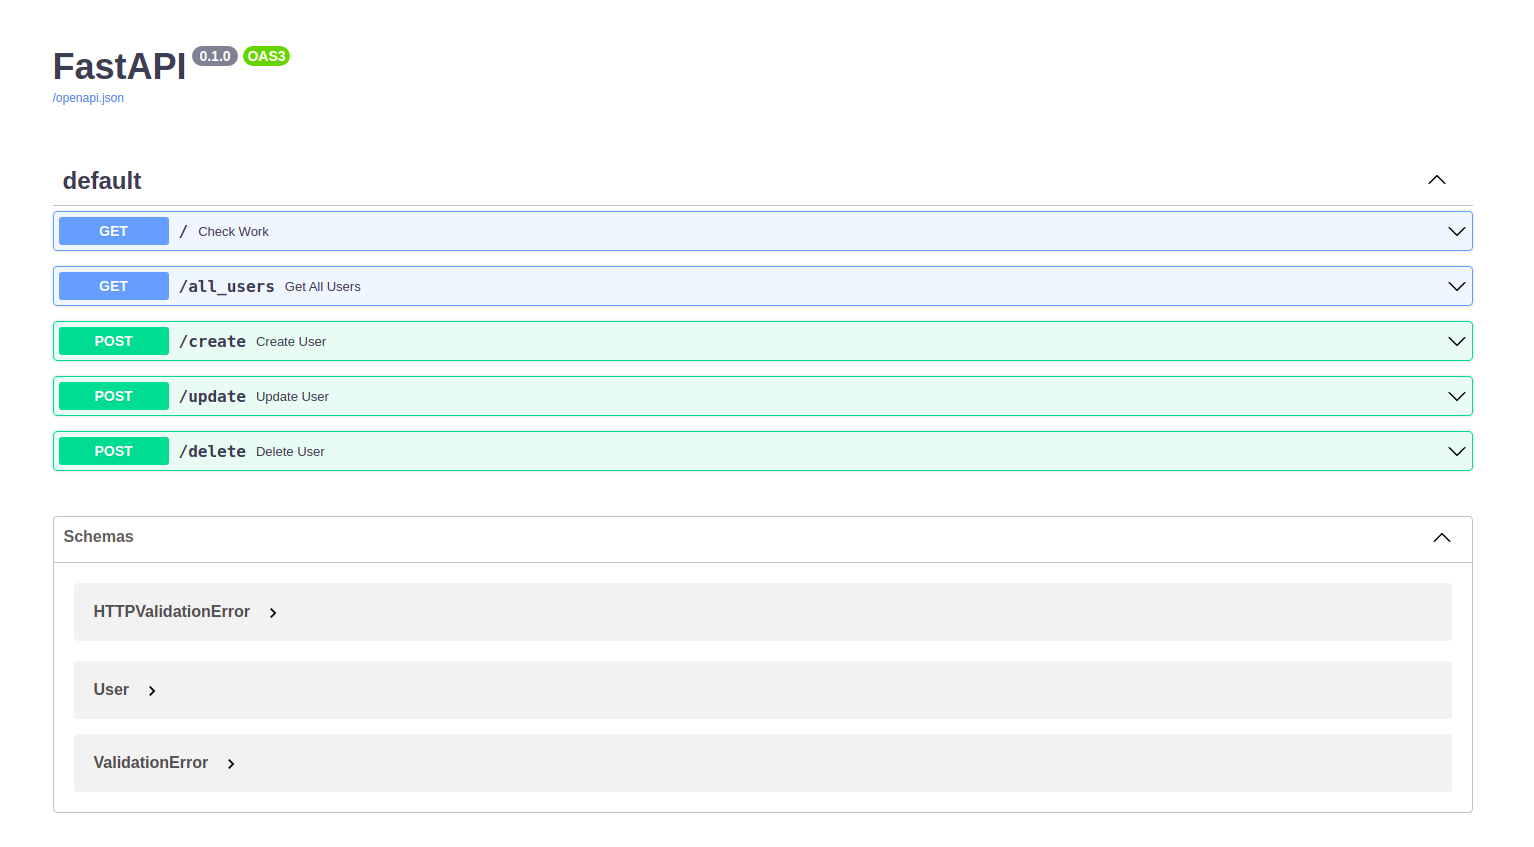 FastAPI 0.1.0 OAS3
/openapi.json
default
GET / Check Work
GET /all_users Get All Users
POST /create Create User
POST /update Update User
POST /delete Delete User
Schemas
HTTPValidationError
User
ValidationError